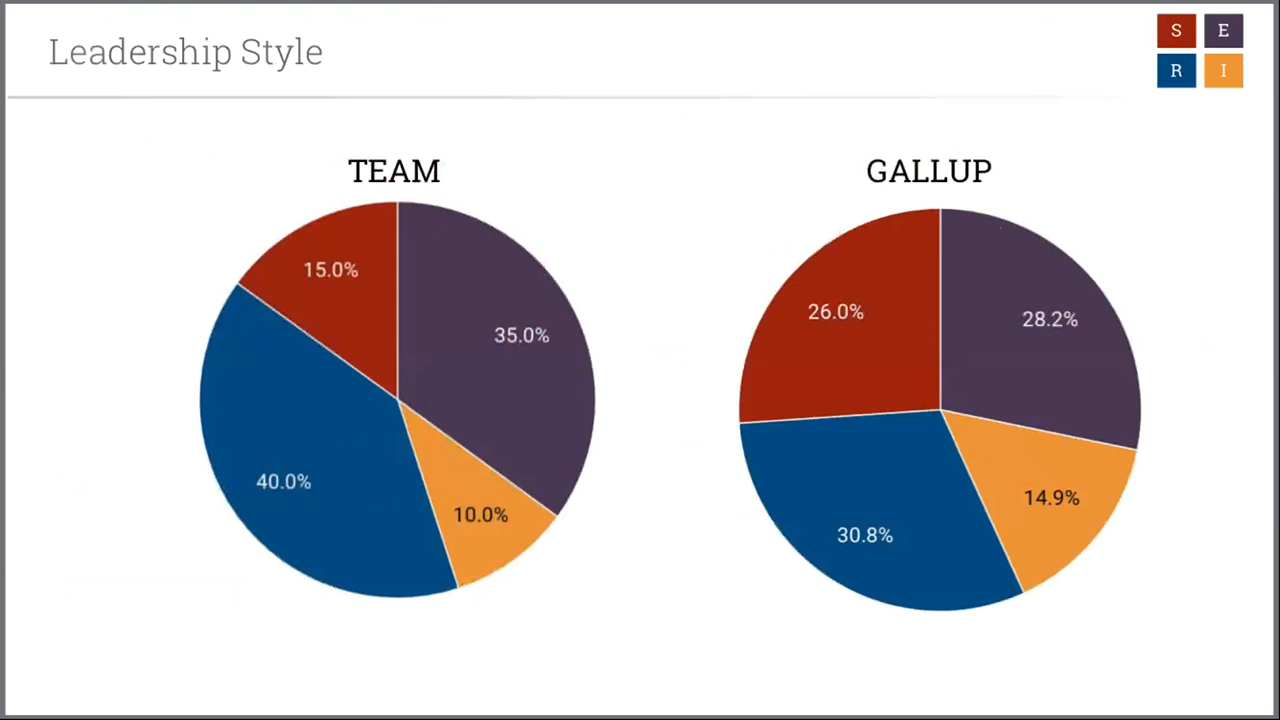 Leadership Style
S E
R I
TEAM
GALLUP
15.0%
35.0%
40.0%
10.0%
26.0%
28.2%
30.8%
14.9%